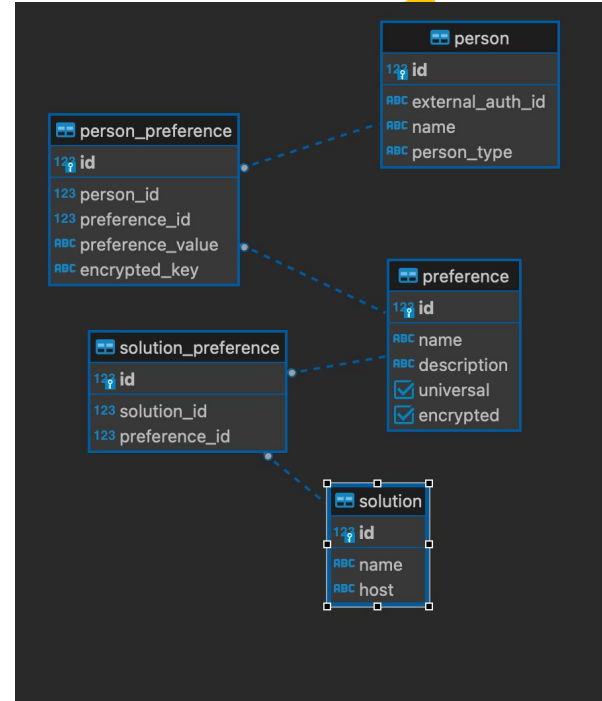 person
123 id
ABC external_auth_id
ABC name
ABC person_type
person_preference
123 id
123 person_id
123 preference_id
ABC preference_value
ABC encrypted_key
preference
123 id
ABC name
ABC description
universal
encrypted
solution_preference
123 id
123 solution_id
123 preference_id
solution
123 id
ABC name
ABC host